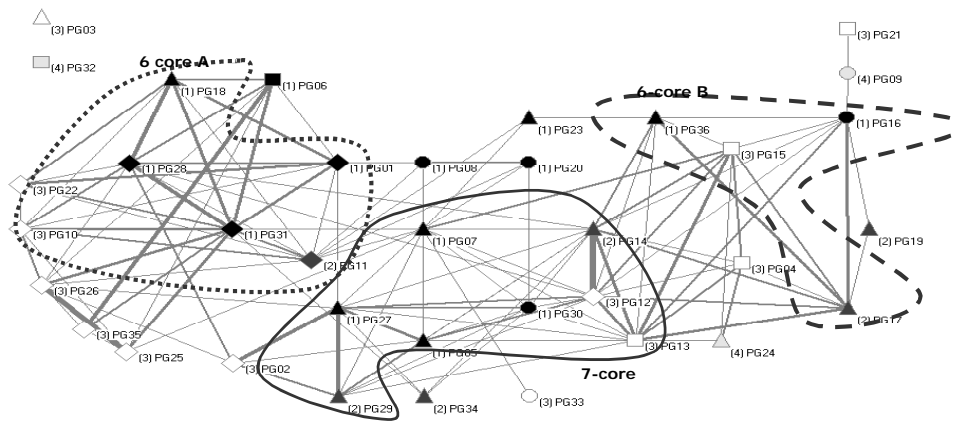 (3) PG03
(3) PG21
(4) PG32
6 core A
(4) PG09
(1) PG18
(1) PG06
6-core B
(1) PG23
(1) PG36
(1) PG16
(3) PG15
(1) PG28
(1) PG01
(1) PG08
(1) PG20
(3) PG22
(3) PG10
(1) PG31
(1) PG07
(2) PG14
(2) PG19
(2) PG11
(3) PG04
(3) PG26
(3) PG12
(1) PG27
(1) PG30
(2) PG17
(3) PG35
(3) PG25
(1) PG05
(3) PG13
(4) PG24
(3) PG02
7-core
(2) PG29
(2) PG34
(3) PG33